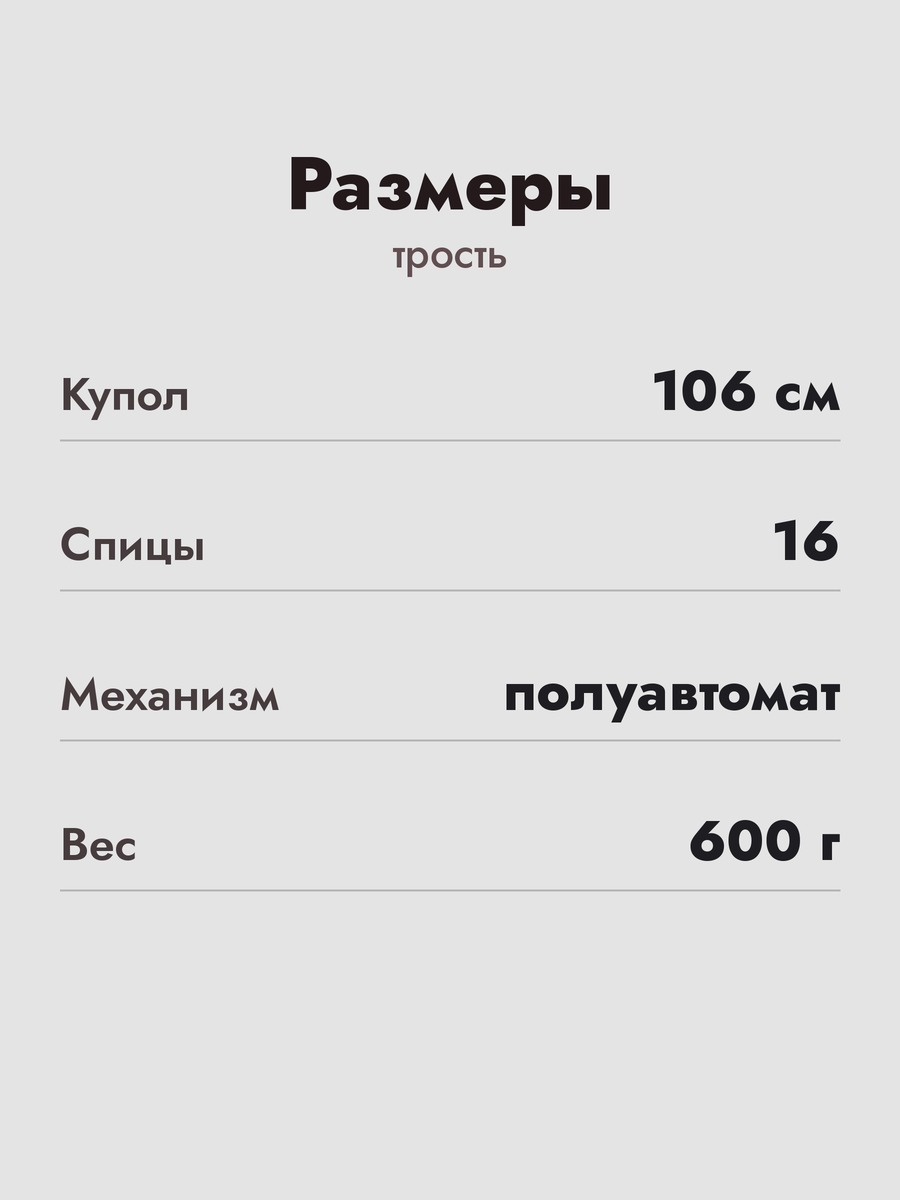 Размеры
трость
Купол 106 см
Спицы 16
Механизм полуавтомат
Вес 600 г